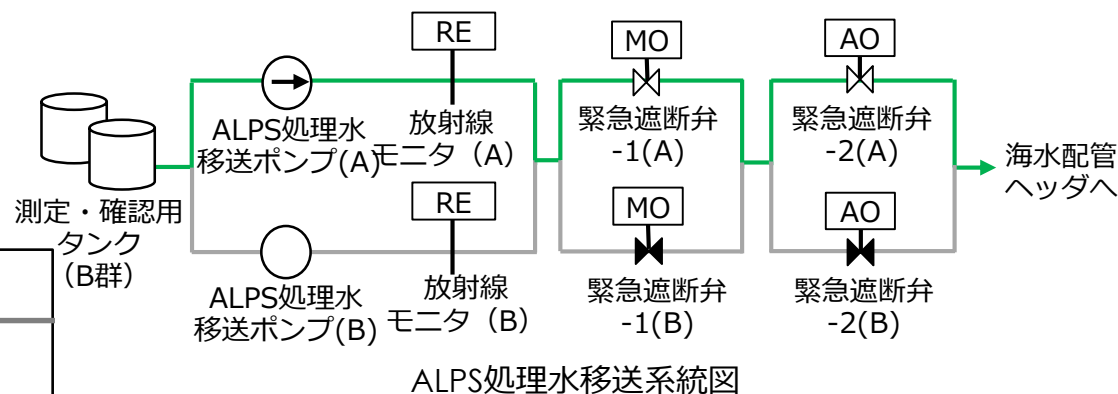 RE
MO
AO
ALPS処理水
移送ポンプ(A)
放射線
モニタ（A）
緊急遮断弁
-1(A)
緊急遮断弁
-2(A)
海水配管
ヘッダへ
測定・確認用
タンク
（B群）
RE
MO
AO
ALPS処理水
移送ポンプ(B)
放射線
モニタ（B）
緊急遮断弁
-1(B)
緊急遮断弁
-2(B)
ALPS処理水移送系統図